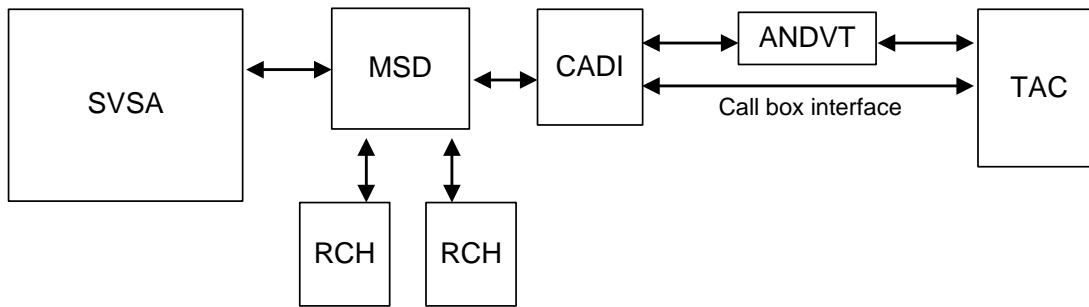 SVSA
MSD
CADI
ANDVT
TAC
Call box interface
RCH
RCH